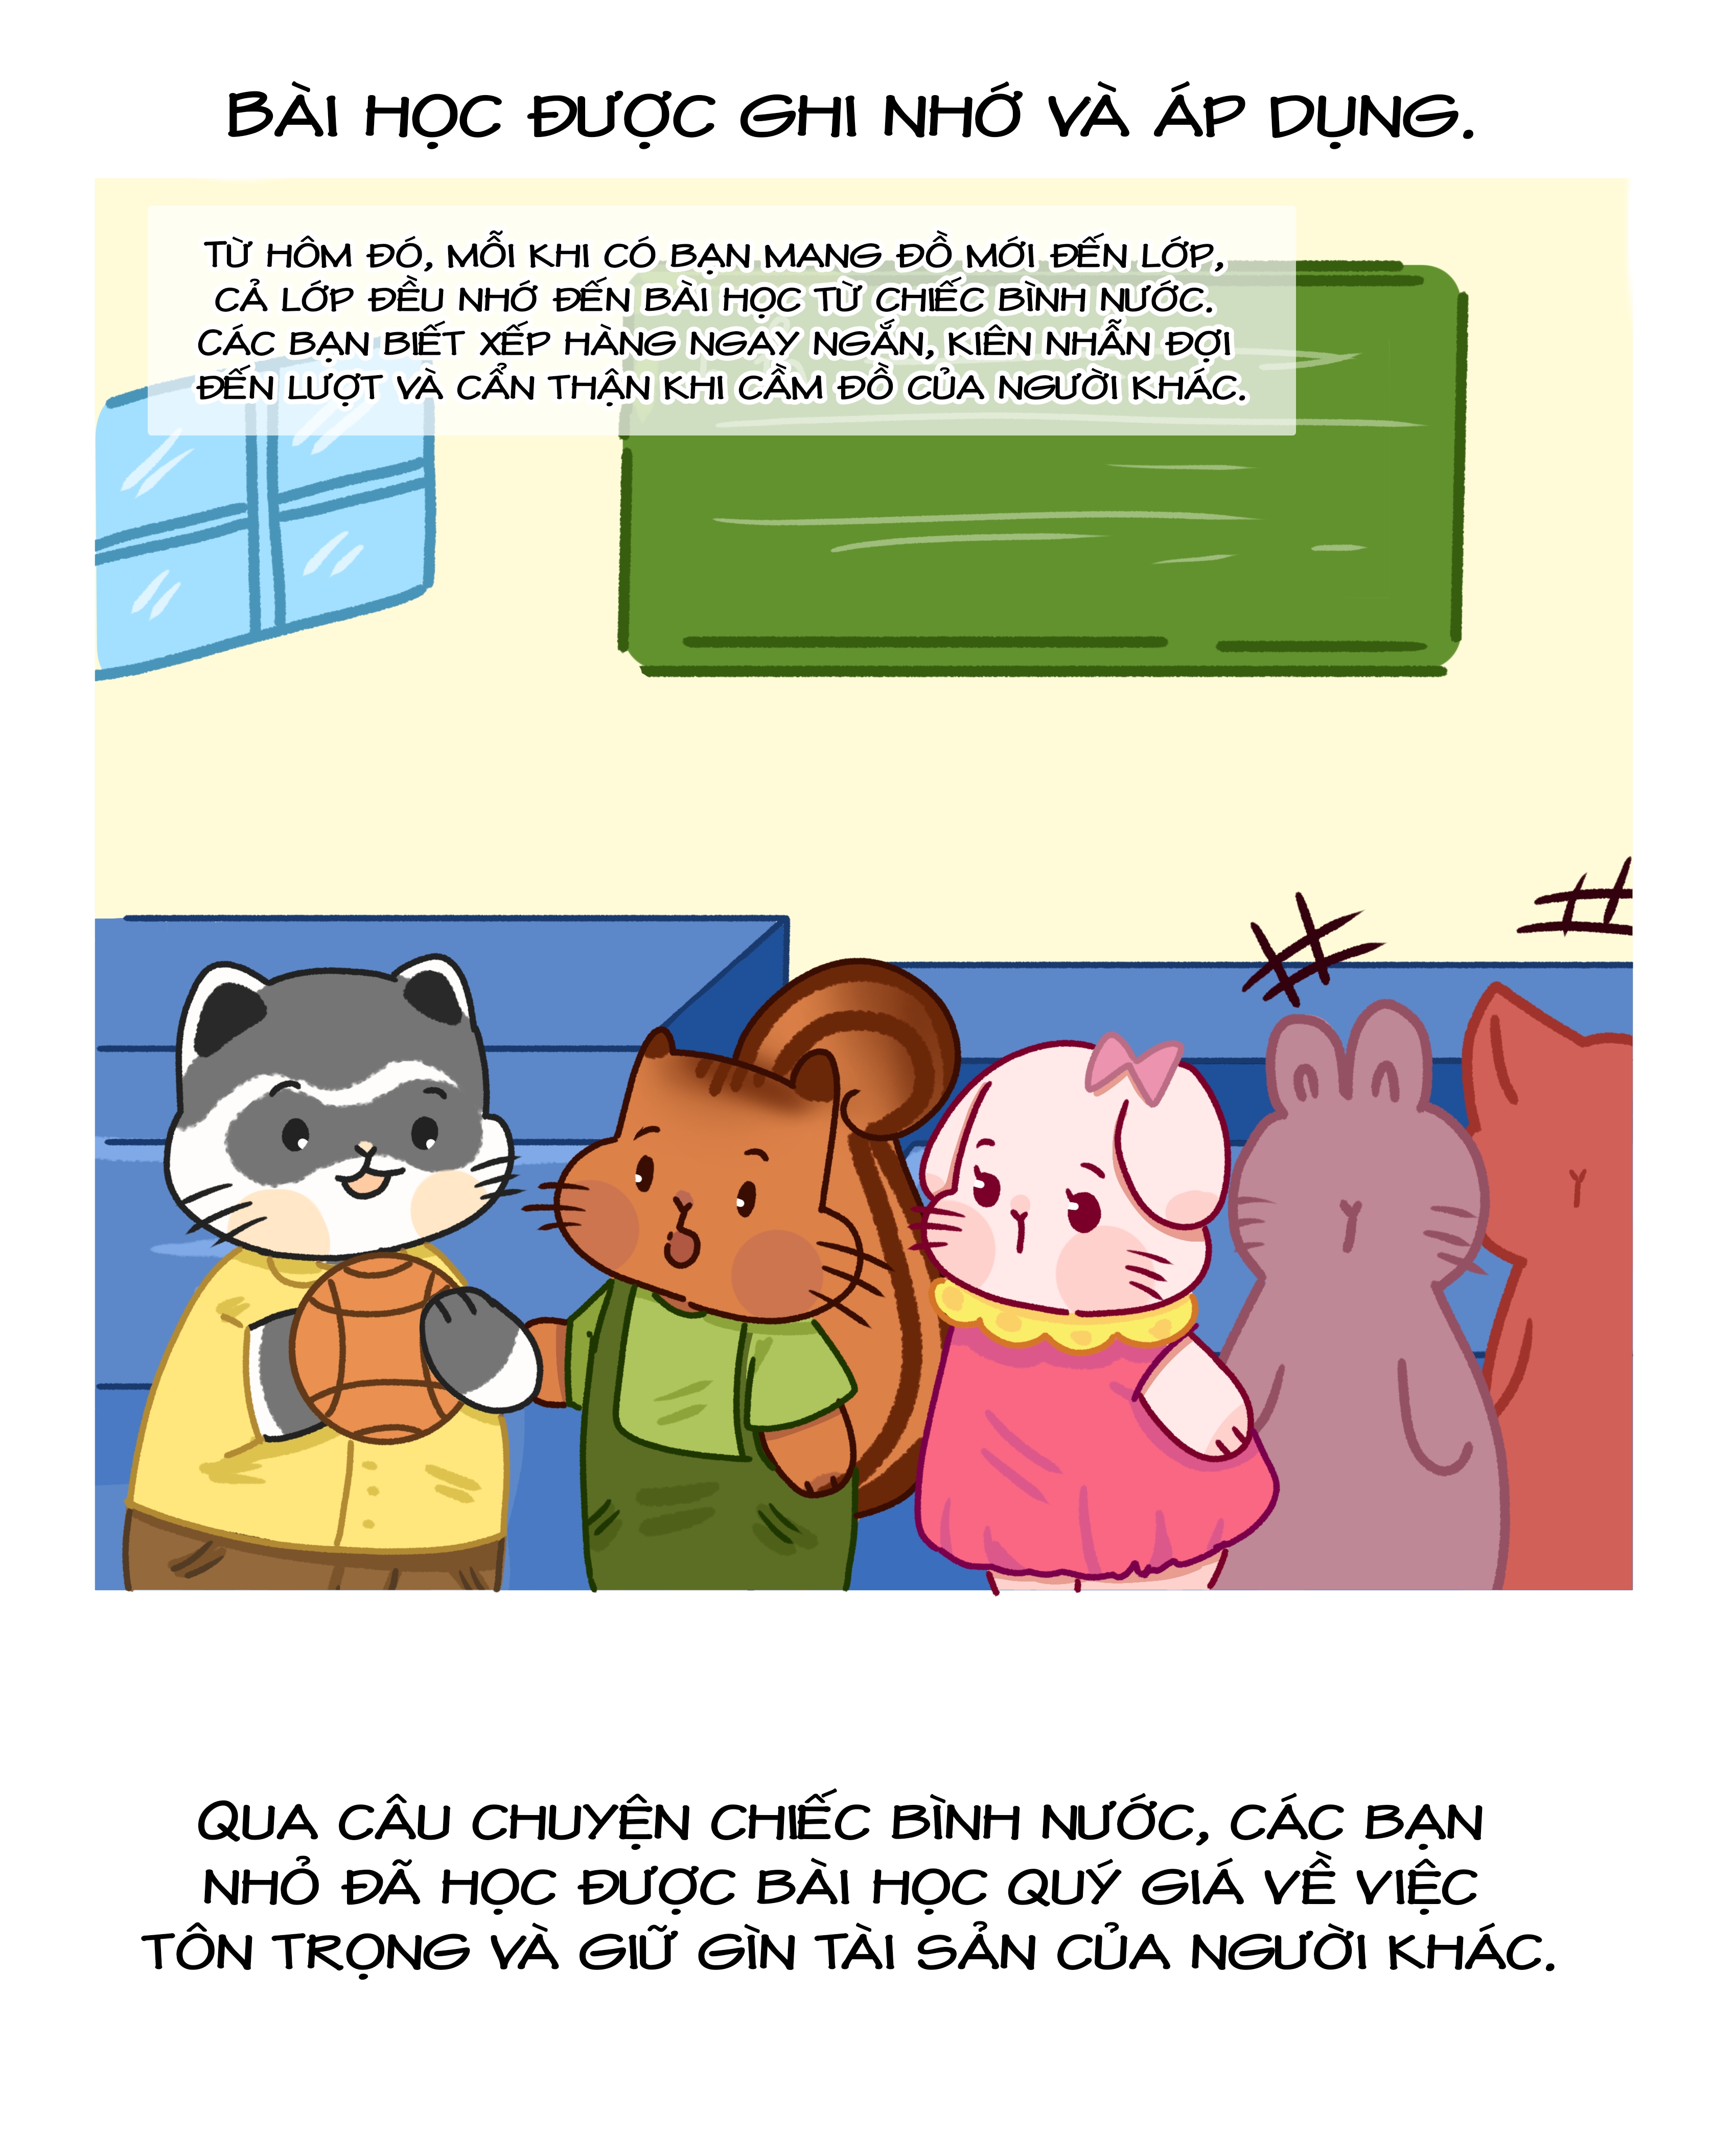 BÀI HỌC ĐƯỢC GHI NHỚ VÀ ÁP DỤNG.
TỪ HÔM ĐÓ, MỖI KHI CÓ BẠN MANG ĐỒ MỚI ĐẾN LỚP,
CẢ LỚP ĐỀU NHỚ ĐẾN BÀI HỌC TỪ CHIẾC BÌNH NƯỚC.
CÁC BẠN BIẾT XẾP HÀNG NGAY NGẮN, KIÊN NHẪN ĐỢI
ĐẾN LƯỢT VÀ CẨN THẬN KHI CẦM ĐỒ CỦA NGƯỜI KHÁC.
QUA CÂU CHUYỆN CHIẾC BÌNH NƯỚC, CÁC BẠN
NHỎ ĐÃ HỌC ĐƯỢC BÀI HỌC QUÝ GIÁ VỀ VIỆC
TÔN TRỌNG VÀ GIỮ GÌN TÀI SẢN CỦA NGƯỜI KHÁC.